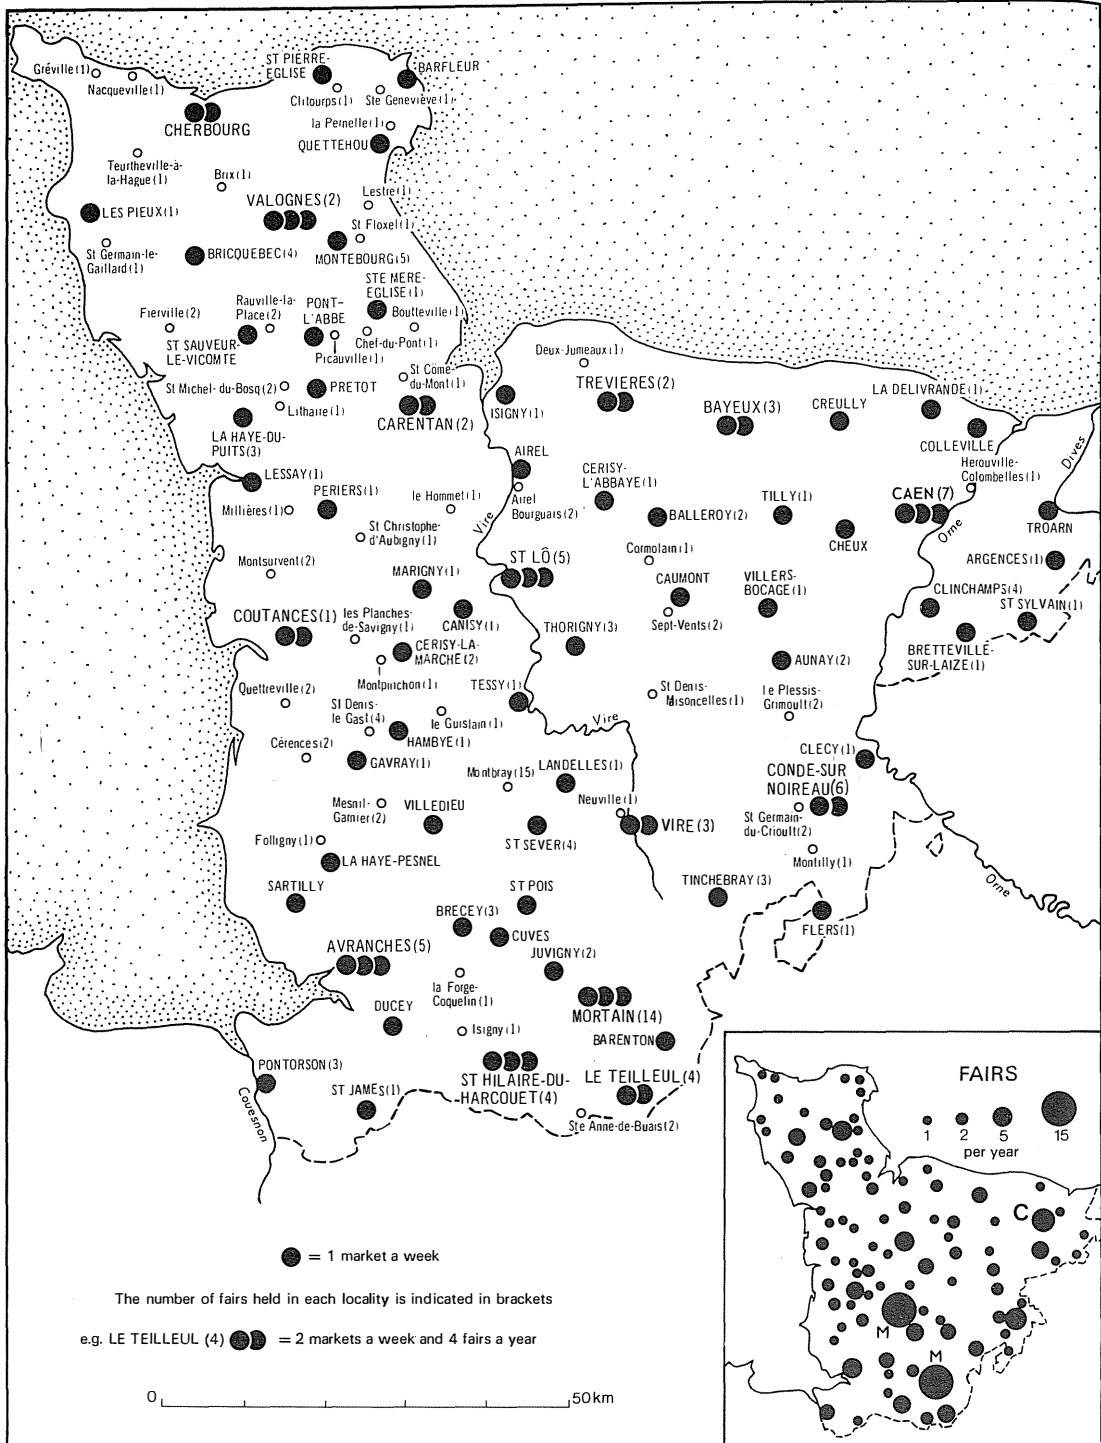 Gréville(1)
Nacqueville(1)
ST PIERRE-
EGLISE
BARFLEUR
Clitourps(1)
Ste Geneviève(1)
CHERBOURG
la Pernelle(1)
QUETTEHOU
Teurtheville-à-
la-Hague(1)
Brix(1)
VALOGNES(2)
Lestre(1)
LES PIEUX(1)
St Floxel(1)
St Germain-le-
Gaillard(1)
BRICQUEBEC(4)
MONTEBOURG(5)
STE MERE-
EGLISE(1)
Fierville(2)
Rauville-la-
Place(2)
PONT-
L'ABBE
Boutteville(1)
ST SAUVEUR-
LE-VICOMTE
Picauville(1)
Chef-du-Pont(1)
St Michel-du-Bosq(2)
PRETOT
St Côme-
du-Mont(1)
Lithaire(1)
LA HAYE-DU-
PUITS(3)
CARENTAN(2)
ISIGNY(1)
Deux-Jumeaux(1)
TREVIERES(2)
BAYEUX(3)
CREULLY
LA DELIVRANDE(1)
COLLEVILLE
Herouville-
Colombelles(1)
Dives
LESSAY(1)
PERIERS(1)
le Hommet(1)
AIREL
Airel
Bourguais(2)
CERISY-
L'ABBAYE(1)
BALLEROY(2)
TILLY(1)
CAEN(7)
TROARN
Millières(1)
St Christophe-
d'Aubigny(1)
Vire
ST LÔ(5)
Cormolain(1)
CHEUX
Orne
ARGENCES(1)
Montsurvent(2)
MARIGNY(1)
CAUMONT
VILLERS-
BOCAGE(1)
CLINCHAMPS(4)
ST SYLVAIN(1)
COUTANCES(1)
les Planches-
de-Savigny(1)
CANISY(1)
Sept-Vents(2)
CERISY-LA-
MARCHE(2)
THORIGNY(3)
AUNAY(2)
BRETTEVILLE-
SUR-LAIZE(1)
Montpinchon(1)
TESSY(1)
Quettreville(2)
St Denis-
le Gast(4)
le Guislain(1)
St Denis-
Maisoncelles(1)
le Plessis-
Grimoult(2)
Vire
Cérences(2)
HAMBYE(1)
GAVRAY(1)
Montbray(15)
LANDELLES(1)
CLECY(1)
CONDE-SUR
NOIREAU(6)
Mesnil-
Garnier(2)
VILLEDIEU
Neuville(1)
St Germain-
du-Crioult(2)
Folligny(1)
ST SEVER(4)
VIRE(3)
Montilly(1)
LA HAYE-PESNEL
SARTILLY
ST POIS
TINCHEBRAY(3)
Orne
BRECEY(3)
CUVES
FLERS(1)
AVRANCHES(5)
JUVIGNY(2)
la Forge-
Coquelin(1)
DUCEY
MORTAIN(14)
Isigny(1)
BARENTON
PONTORSON(3)
ST JAMES(1)
ST HILAIRE-DU-
HARCOUET(4)
LE TEILLEUL(4)
Ste Anne-de-Buais(2)
Couesnon
= 1 market a week
The number of fairs held in each locality is indicated in brackets
e.g. LE TEILLEUL (4)
= 2 markets a week and 4 fairs a year
0
50km
FAIRS
1 2 5 15
per year
C
M
M